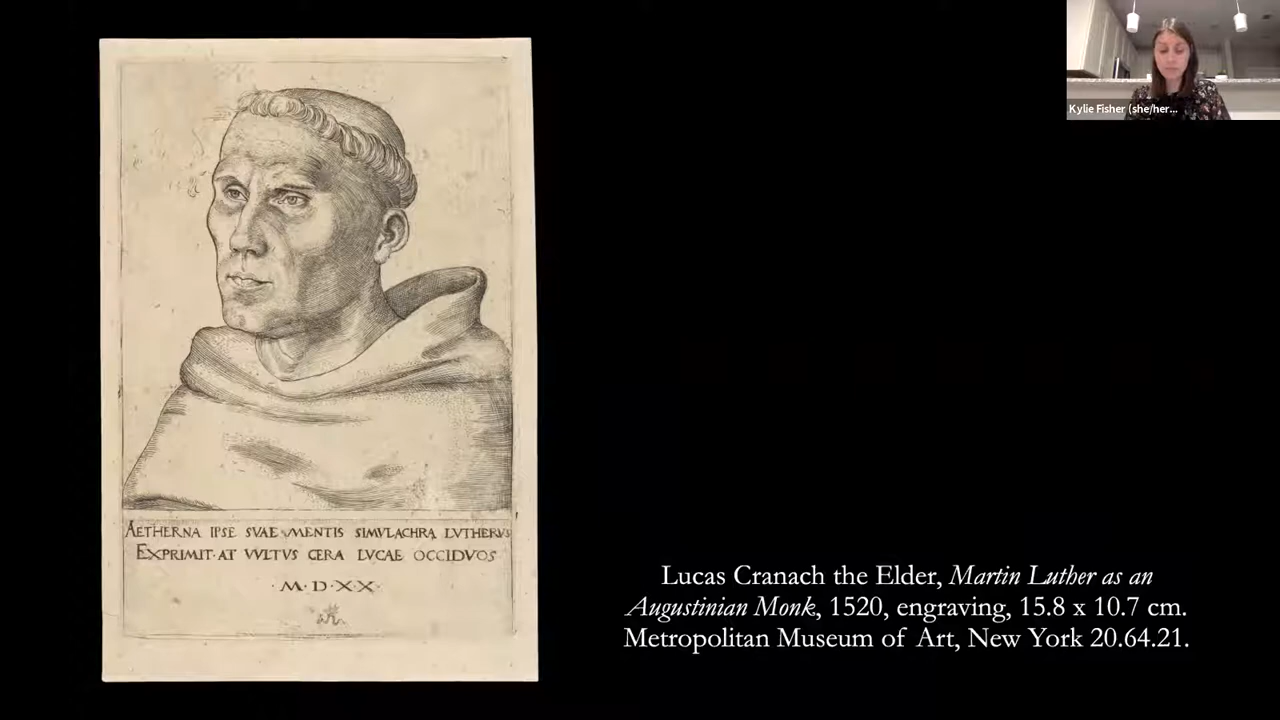 Kylie Fisher (she/her...
AETHERNA IPSE SVAE MENTIS SIMVLACHRA LVTHERVS
EXPRIMIT·AT VVLTVS CERA LVCAE OCCIDVOS
·M·D·X·X·
Lucas Cranach the Elder, Martin Luther as an
Augustinian Monk, 1520, engraving, 15.8 x 10.7 cm.
Metropolitan Museum of Art, New York 20.64.21.